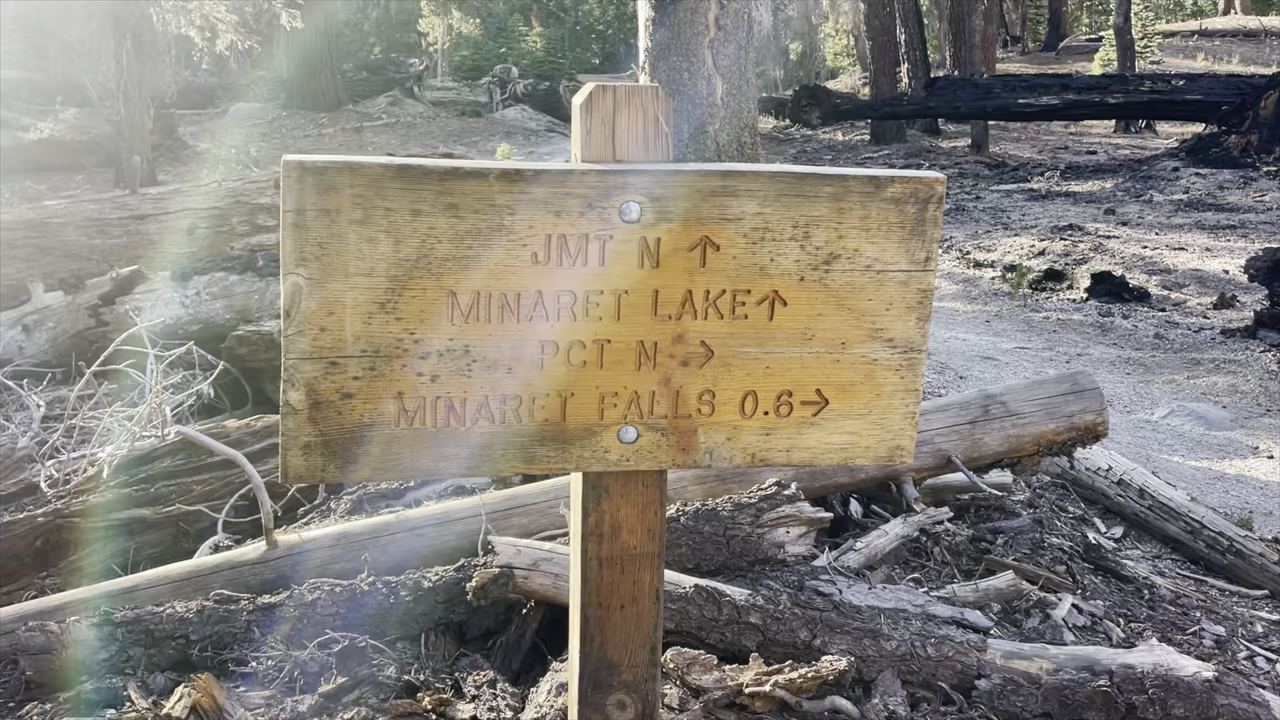 JMT N ↑
MINARET LAKE↑
PCT N →
MINARET FALLS 0.6→